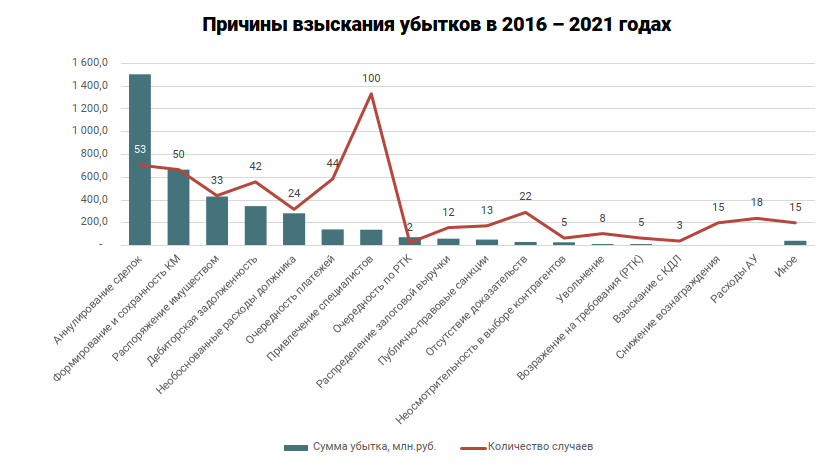 Причины взыскания убытков в 2016 – 2021 годах
1 600,0
1 400,0
1 200,0
1 000,0
800,0
600,0
400,0
200,0
-
53
50
33
42
24
44
100
2
12
13
22
5
8
5
3
15
18
15
Аннулирование сделок
Формирование и сохранность КМ
Распоряжение имуществом
Дебиторская задолженность
Необоснованные расходы должника
Очередность платежей
Привлечение специалистов
Очередность по РТК
Распределение залоговой выручки
Публично-правовые санкции
Отсутствие доказательств
Неосмотрительность в выборе контрагентов
Увольнение
Возражение на требования (РТК)
Взыскание с КДЛ
Снижение вознаграждения
Расходы АУ
Иное
Сумма убытка, млн.руб.
Количество случаев